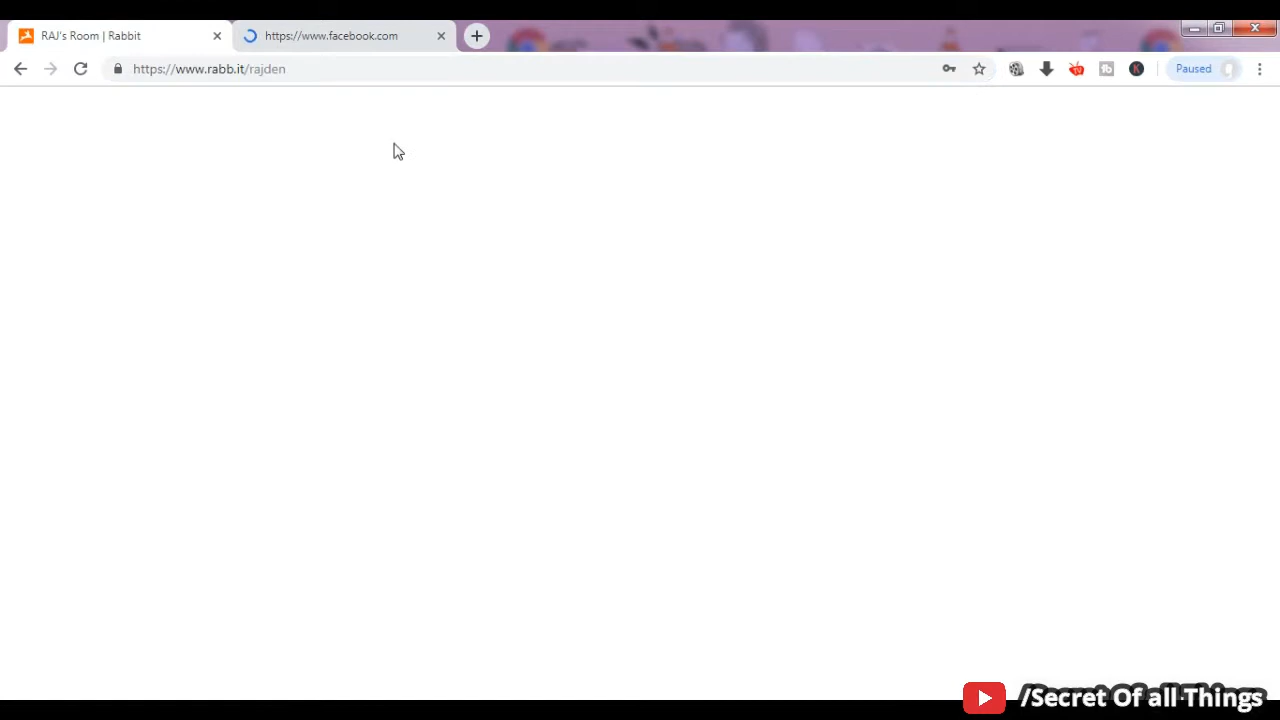 RAJ's Room | Rabbit
https://www.facebook.com
https://www.rabb.it/rajden
Paused
/Secret Of all Things